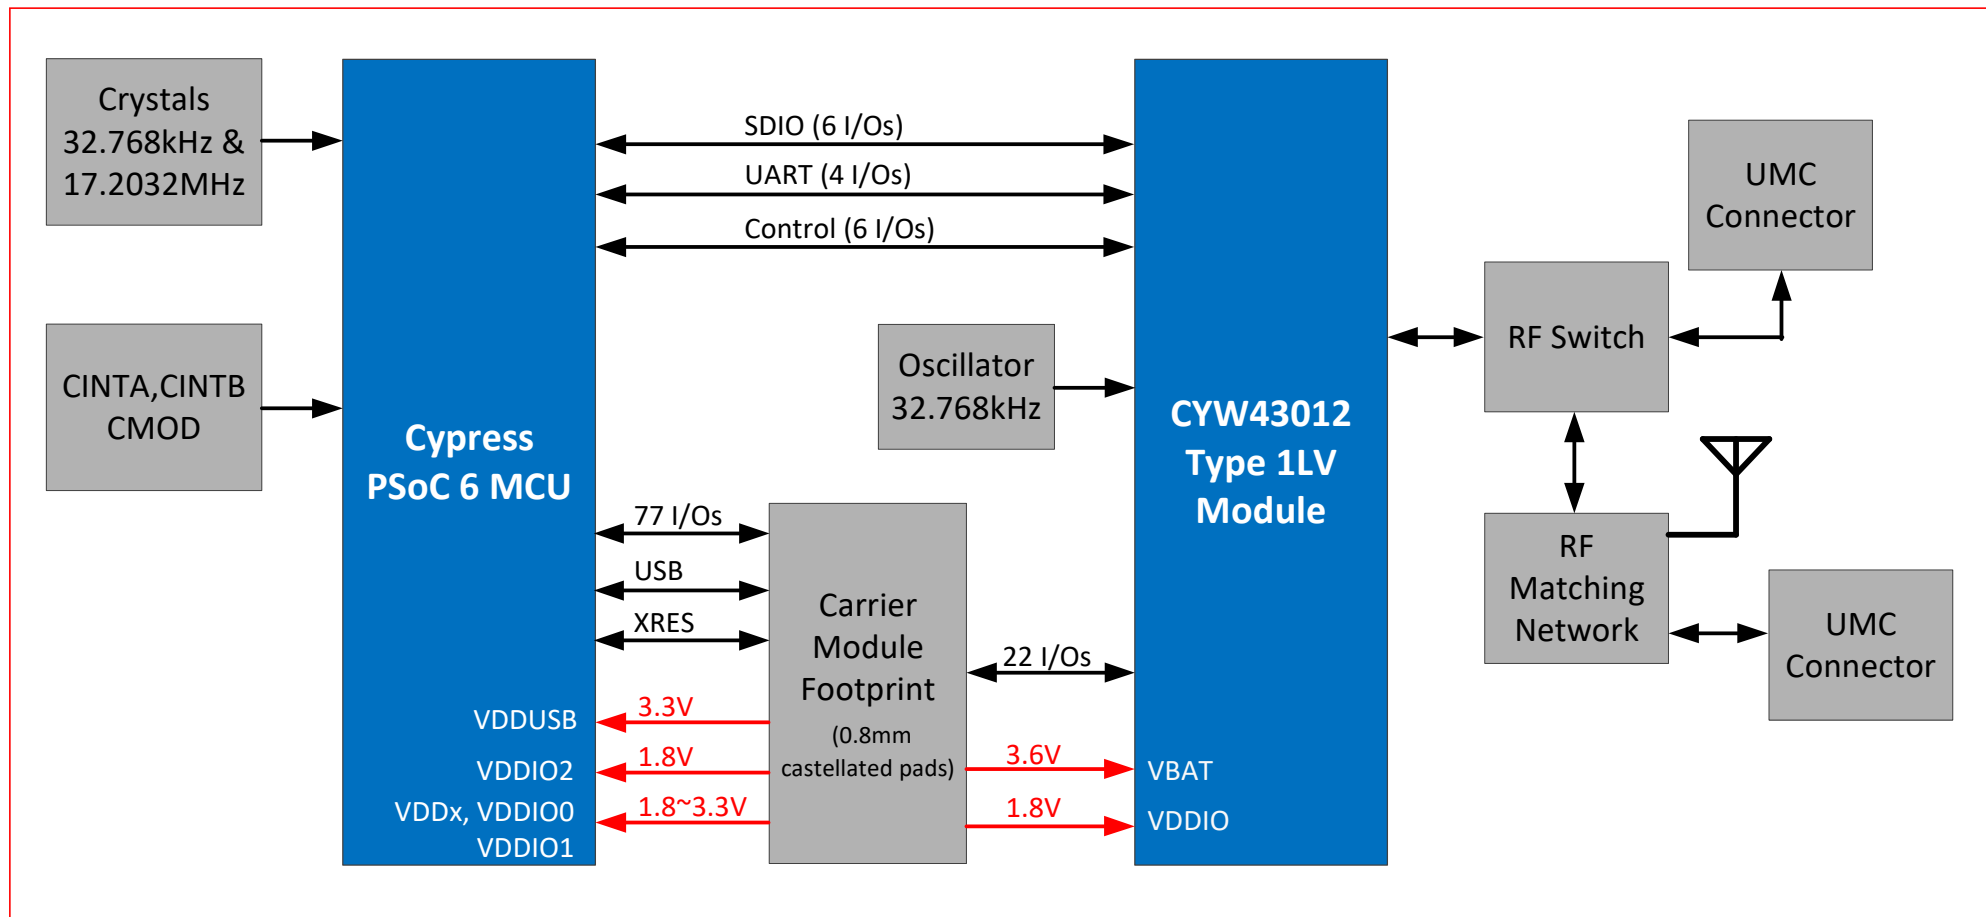 Crystals
32.768kHz &
17.2032MHz
CINTA,CINTB
CMOD
Cypress
PSoC 6 MCU
SDIO (6 I/Os)
UART (4 I/Os)
Control (6 I/Os)
Oscillator
32.768kHz
CYW43012
Type 1LV
Module
UMC
Connector
RF Switch
RF
Matching
Network
UMC
Connector
77 I/Os
USB
XRES
Carrier
Module
Footprint
(0.8mm
castellated pads)
22 I/Os
VDDUSB
3.3V
VDDIO2
1.8V
VDDx, VDDIO0
VDDIO1
1.8~3.3V
3.6V
VBAT
1.8V
VDDIO